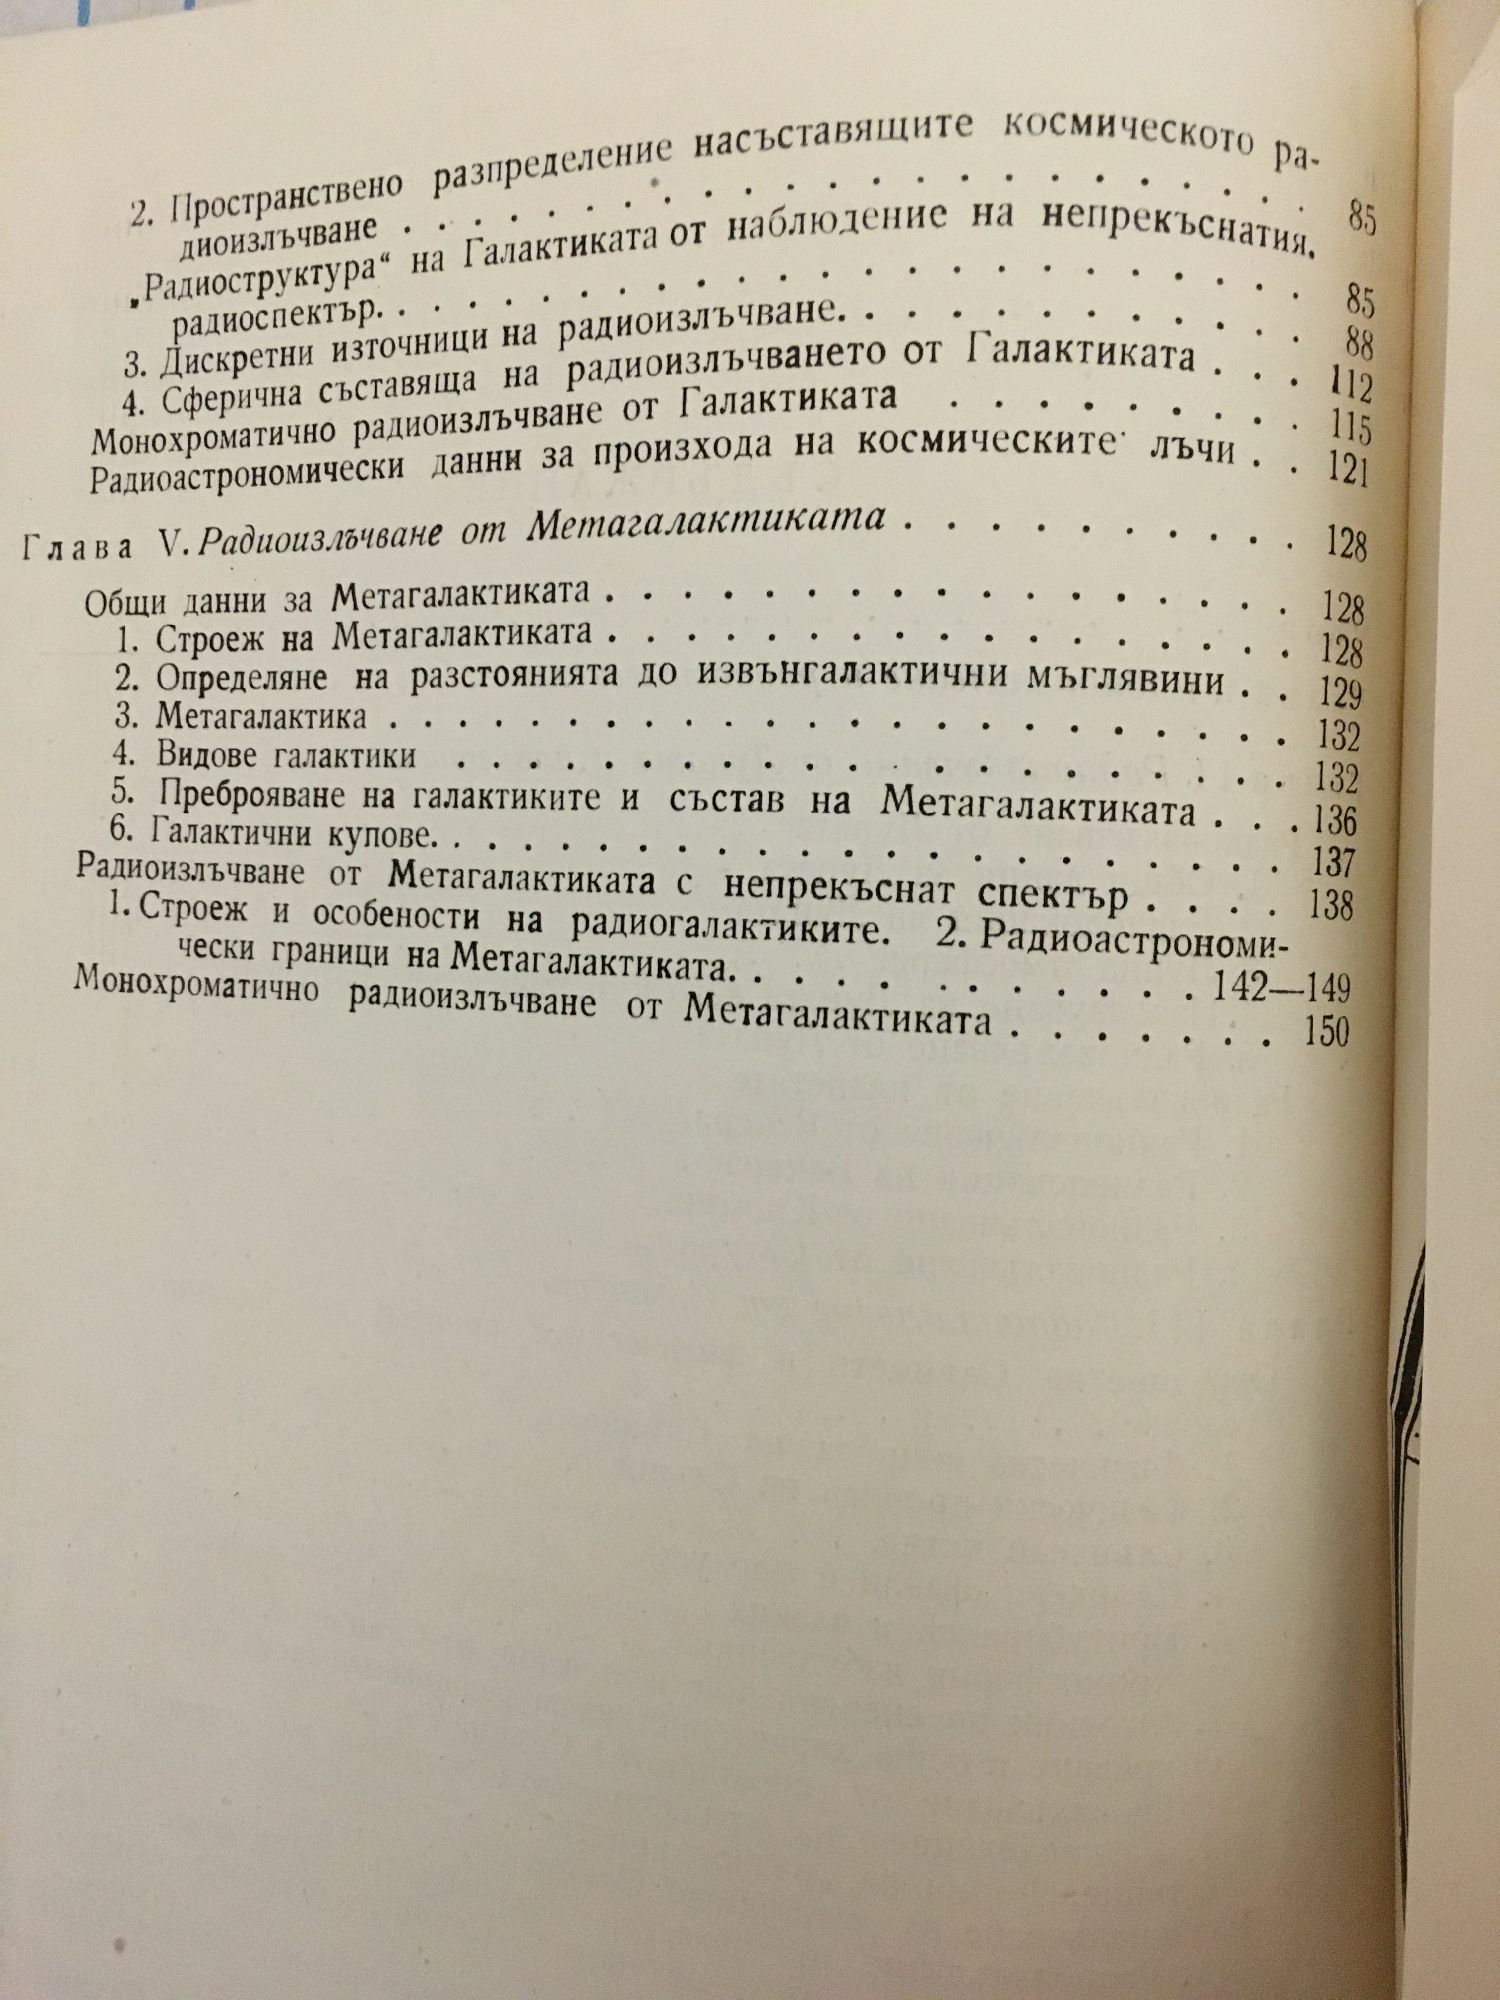 2. Пространствено разпределение насъставящите космическото ра-
диоизлъчване . . . . . . . . . . . . . . . . . . . . 85
„Радиоструктура“ на Галактиката от наблюдение на непрекъснатия.
радиоспектър. . . . . . . . . . . . . . . . . . . . . 85
3. Дискретни източници на радиоизлъчване. . . . . . . . . . . 88
4. Сферична съставяща на радиоизлъчването от Галактиката . . . 112
Монохроматично радиоизлъчване от Галактиката . . . . . . . . 115
Радиоастрономически данни за произхода на космическите лъчи . . 121
Глава V. Радиоизлъчване от Метагалактиката . . . . . . . . . . 128
Общи данни за Метагалактиката . . . . . . . . . . . . . . . . . . 128
1. Строеж на Метагалактиката . . . . . . . . . . . . . . . . . 128
2. Определяне на разстоянията до извънгалактични мъглявини . . 129
3. Метагалактика . . . . . . . . . . . . . . . . . . . . . . . 132
4. Видове галактики . . . . . . . . . . . . . . . . . . . . . 132
5. Преброяване на галактиките и състав на Метагалактиката . . . 136
6. Галактични купове. . . . . . . . . . . . . . . . . . . . . . 137
Радиоизлъчване от Метагалактиката с непрекъснат спектър . . . . 138
1. Строеж и особености на радиогалактиките. 2. Радиоастрономи-
чески граници на Метагалактиката. . . . . . . . . . . . 142—149
Монохроматично радиоизлъчване от Метагалактиката . . . . . . . 150